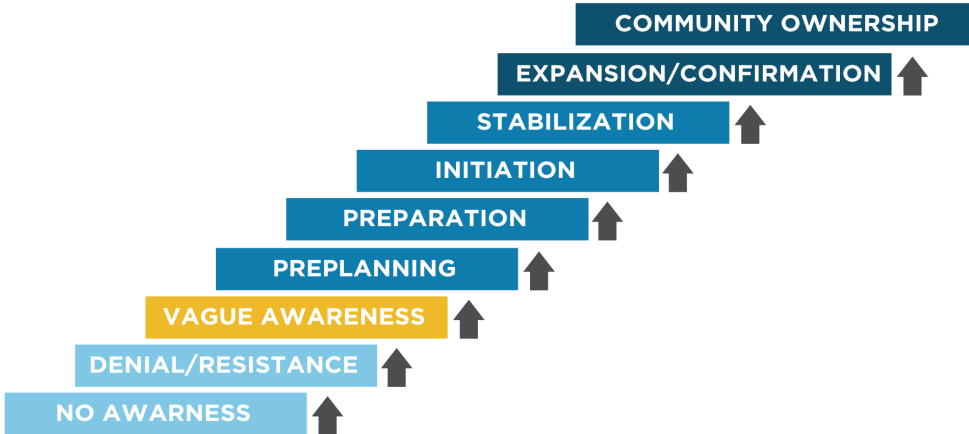 COMMUNITY OWNERSHIP
EXPANSION/CONFIRMATION
STABILIZATION
INITIATION
PREPARATION
PREPLANNING
VAGUE AWARENESS
DENIAL/RESISTANCE
NO AWARNESS